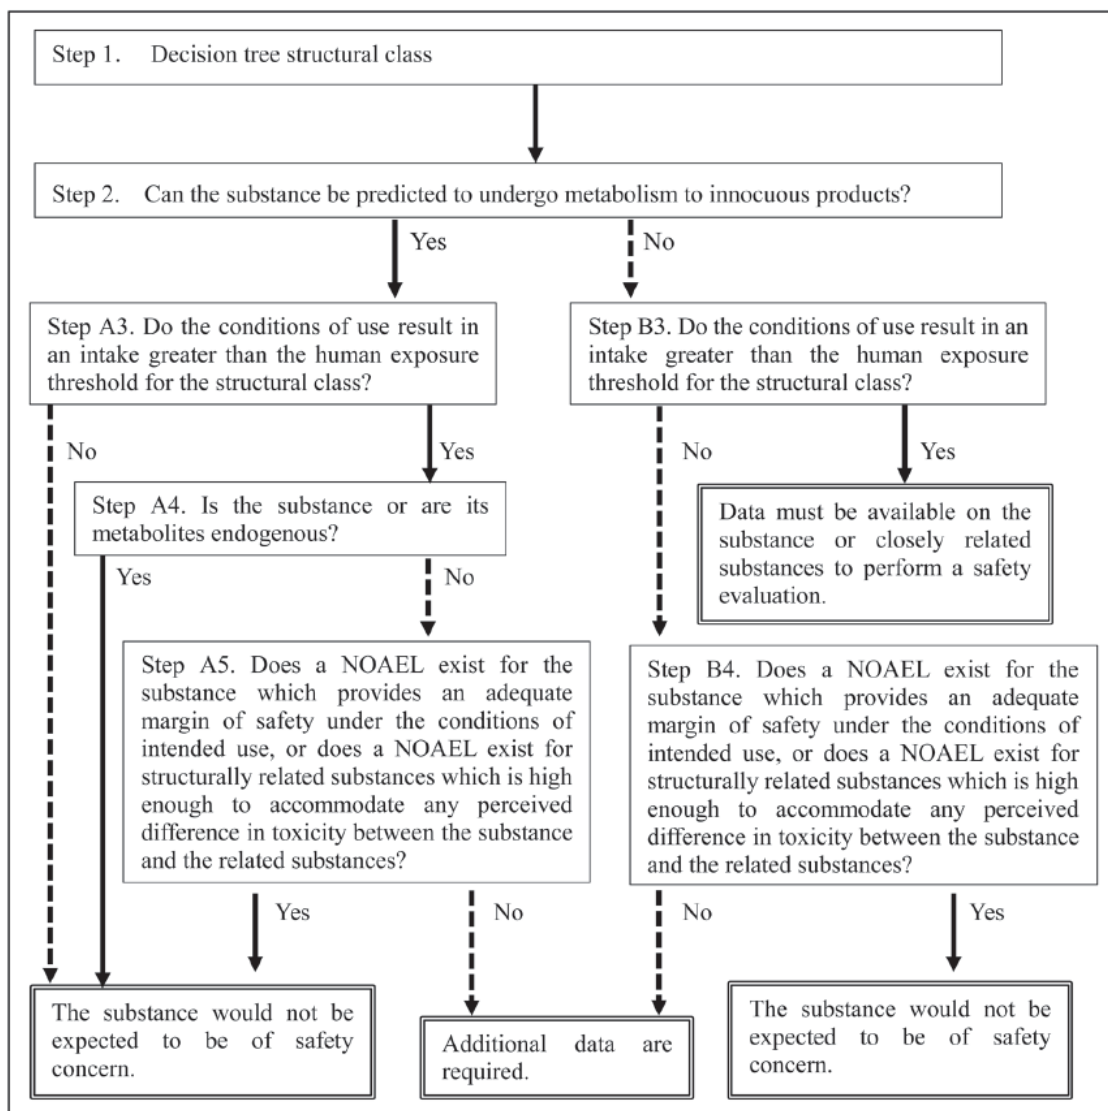 Step 1. Decision tree structural class
Step 2. Can the substance be predicted to undergo metabolism to innocuous products?
Yes
No
Step A3. Do the conditions of use result in
an intake greater than the human exposure
threshold for the structural class?
Step B3. Do the conditions of use result in an
intake greater than the human exposure
threshold for the structural class?
No
Yes
No
Yes
Step A4. Is the substance or are its
metabolites endogenous?
Data must be available on the
substance or closely related
substances to perform a safety
evaluation.
Yes
No
Step A5. Does a NOAEL exist for the
substance which provides an adequate
margin of safety under the conditions of
intended use, or does a NOAEL exist for
structurally related substances which is high
enough to accommodate any perceived
difference in toxicity between the substance
and the related substances?
Step B4. Does a NOAEL exist for the
substance which provides an adequate
margin of safety under the conditions of
intended use, or does a NOAEL exist for
structurally related substances which is high
enough to accommodate any perceived
difference in toxicity between the substance
and the related substances?
Yes
No
No
Yes
The substance would not be
expected to be of safety
concern.
Additional data are
required.
The substance would not be
expected to be of safety
concern.